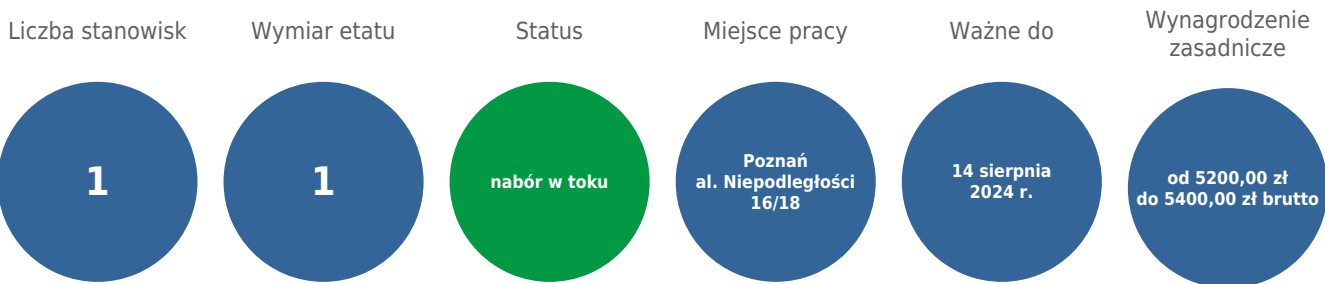 Liczba stanowisk
1
Wymiar etatu
1
Status
nabór w toku
Miejsce pracy
Poznań
al. Niepodległości
16/18
Ważne do
14 sierpnia
2024 r.
Wynagrodzenie
zasadnicze
od 5200,00 zł
do 5400,00 zł brutto